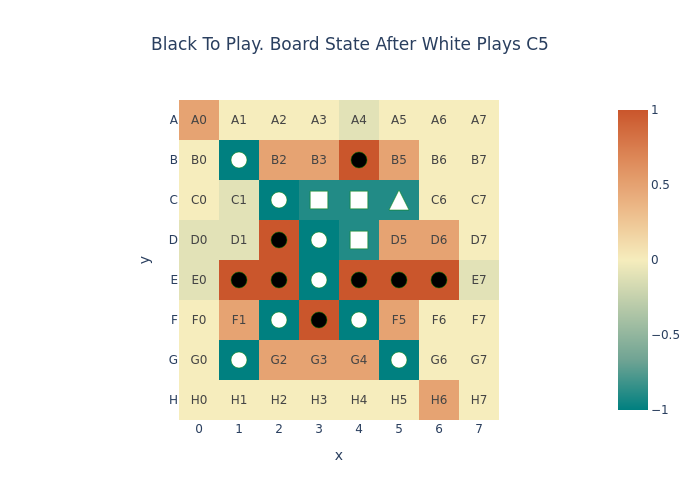 Black To Play. Board State After White Plays C5
A A0 A1 A2 A3 A4 A5 A6 A7
B B0 B2 B3 B5 B6 B7
C C0 C1 C6 C7
D D0 D1 D5 D6 D7
E E0 E7
F F0 F1 F5 F6 F7
G G0 G2 G3 G4 G6 G7
H H0 H1 H2 H3 H4 H5 H6 H7
0 1 2 3 4 5 6 7
x
y
1
0.5
0
−0.5
−1